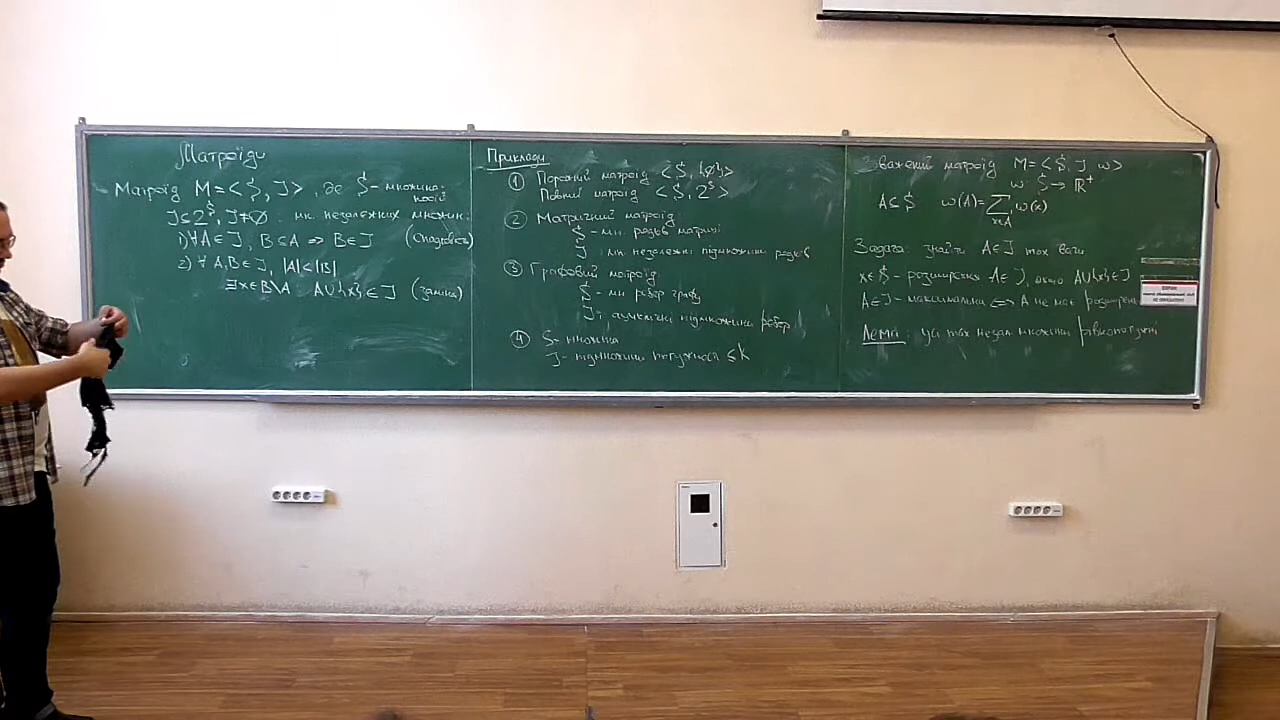 Матроїди
Матроїд M = <S, J>, де S - множина-носій
J ⊆ 2^S, J ≠ ∅ : мн. незалежних множин:
1) ∀A ∈ J, B ⊆ A => B ∈ J (спадковість)
2) ∀ A, B ∈ J, |A| < |B|
∃x ∈ B\A : A ∪ {x} ∈ J (заміна)
Приклади
① Порожній матроїд <S, {∅}>
Повний матроїд <S, 2^S>
② Матричний матроїд
S - мн. рядків матриці
J : мн. незалежні підмножини рядків
③ Графовий матроїд
S - мн ребер графу
J : ациклічні підмножини ребер
④ S - множина
J - підмножини потужності ≤ k
Зважений матроїд M = <S, J, w>
w: S → ℝ⁺
A ⊆ S w(A) = ∑_{x∈A} w(x)
Задача: знайти A ∈ J max ваги
x ∈ S - розширення A ∈ J, якщо A ∪ {x} ∈ J
A ∈ J - максимальна <=> A не має розширень
Лема: усі max незал множини рівнопотужні